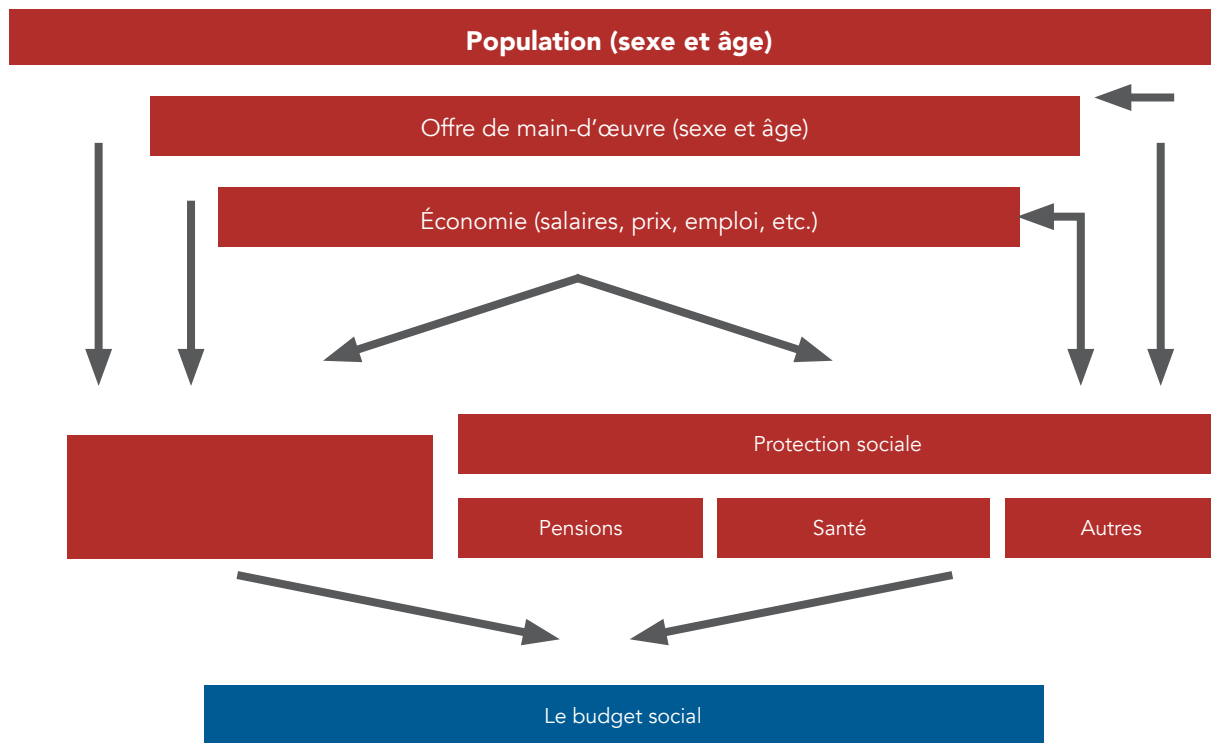 Population (sexe et âge)
Offre de main-d’œuvre (sexe et âge)
Économie (salaires, prix, emploi, etc.)
Protection sociale
Pensions
Santé
Autres
Le budget social